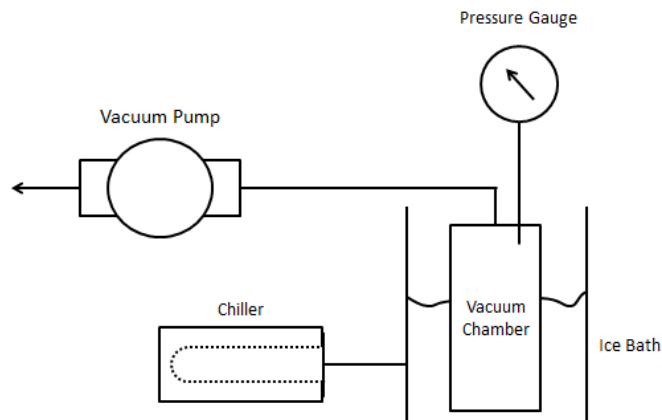 Pressure Gauge
Vacuum Pump
Chiller
Vacuum
Chamber
Ice Bath